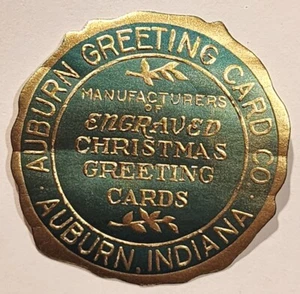 AUBURN GREETING CARD CO.
MANUFACTURERS
OF
ENGRAVED
CHRISTMAS
GREETING
CARDS
AUBURN, INDIANA